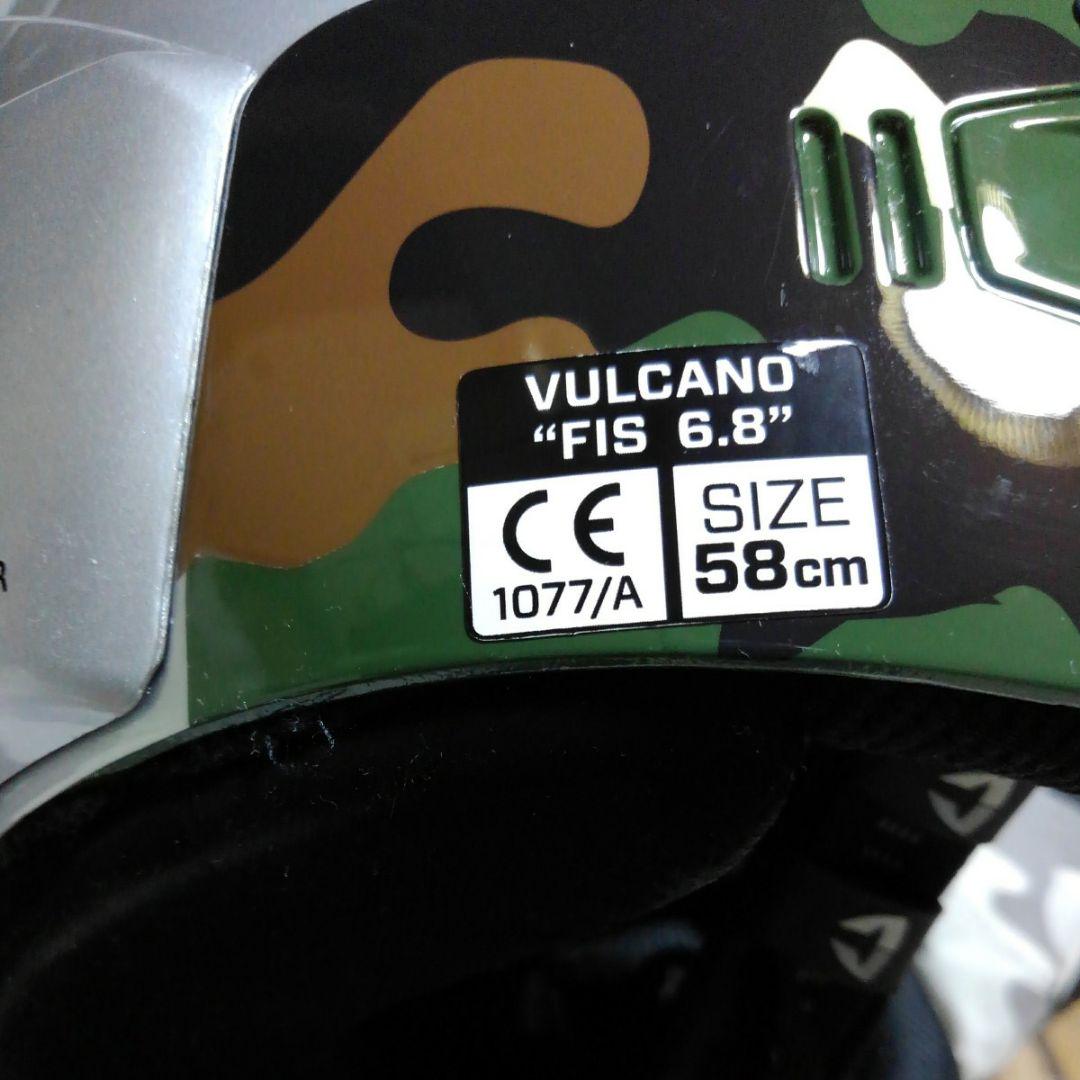 VULCANO
“FIS 6.8”
CE
1077/A
SIZE
58cm
R